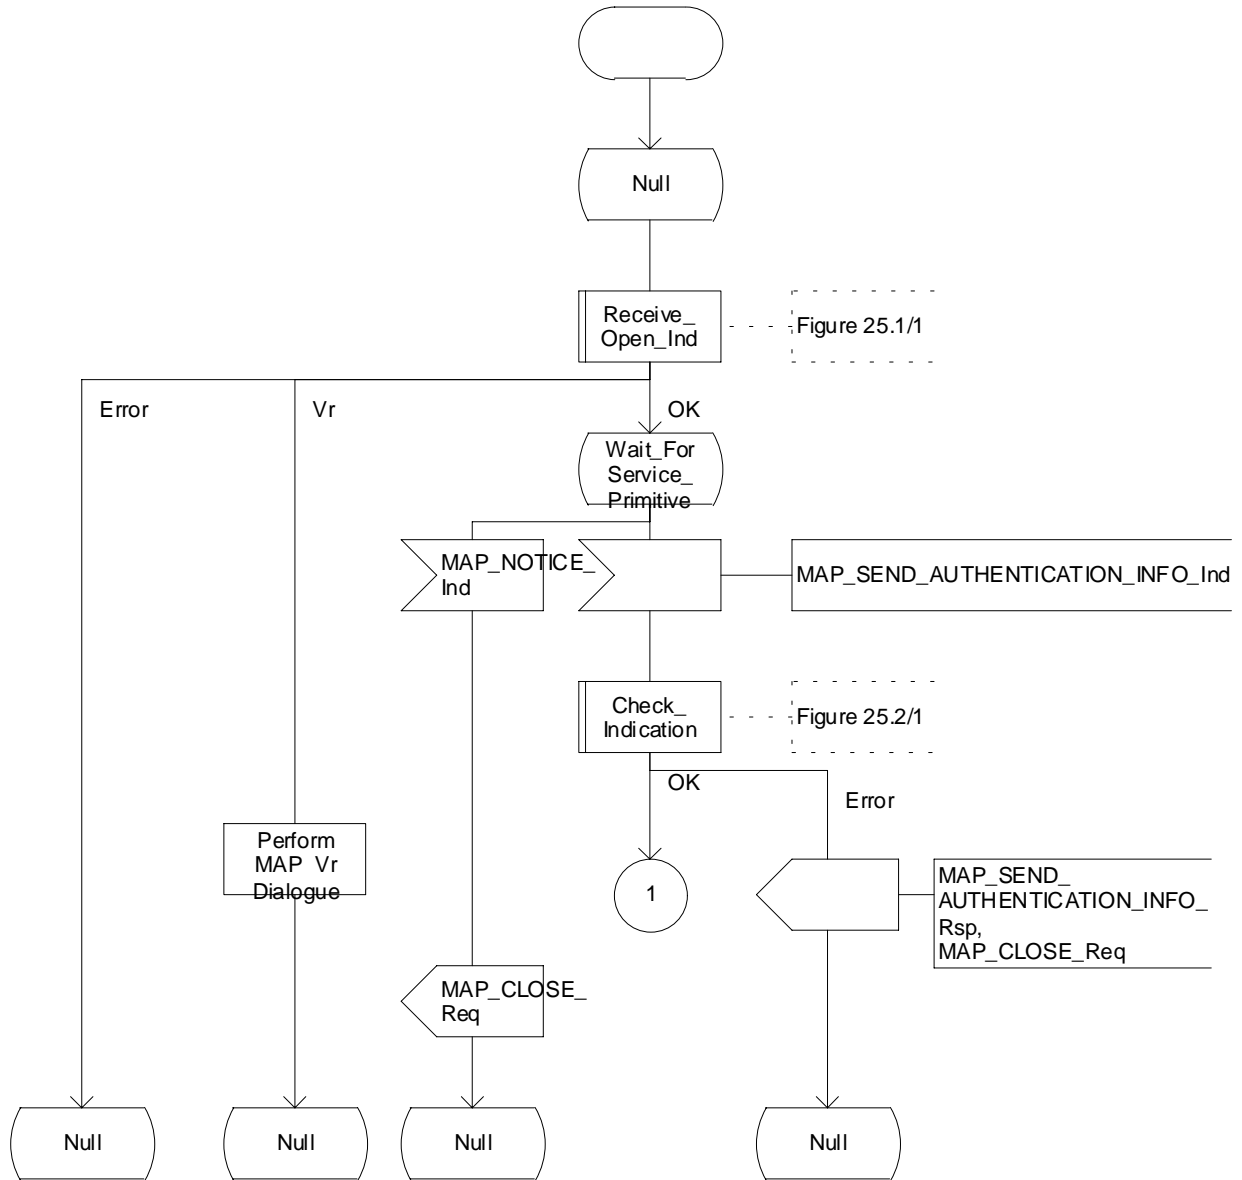 Null
Receive_
Open_Ind
Figure 25.1/1
Error
Vr
OK
Wait_For
Service_
Primitive
MAP_NOTICE_
Ind
MAP_SEND_AUTHENTICATION_INFO_Ind
Check_
Indication
Figure 25.2/1
OK
Error
Perform
MAP Vr
Dialogue
1
MAP_SEND_
AUTHENTICATION_INFO_
Rsp,
MAP_CLOSE_Req
MAP_CLOSE_
Req
Null
Null
Null
Null